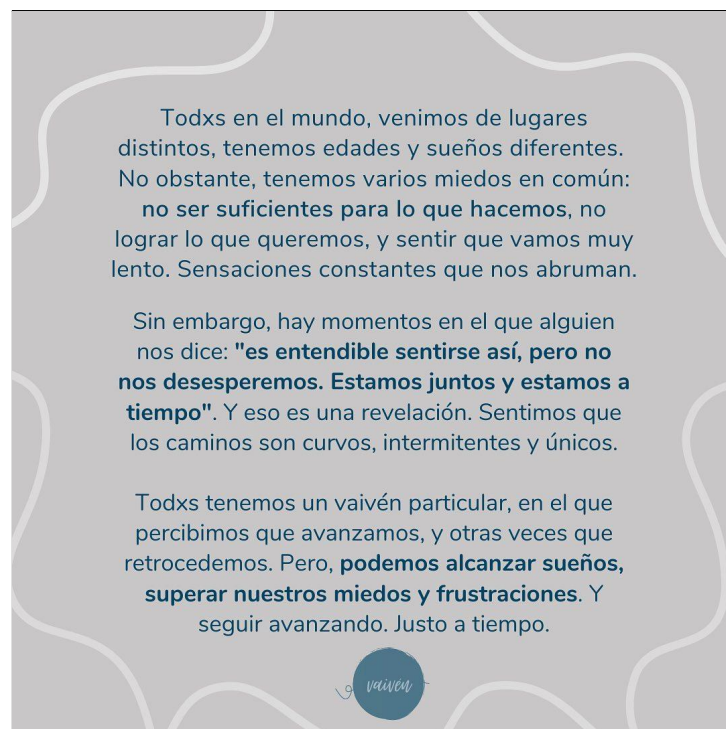 Todxs en el mundo, venimos de lugares
distintos, tenemos edades y sueños diferentes.
No obstante, tenemos varios miedos en común:
no ser suficientes para lo que hacemos, no
lograr lo que queremos, y sentir que vamos muy
lento. Sensaciones constantes que nos abruman.
Sin embargo, hay momentos en el que alguien
nos dice: "es entendible sentirse así, pero no
nos desesperemos. Estamos juntos y estamos a
tiempo". Y eso es una revelación. Sentimos que
los caminos son curvos, intermitentes y únicos.
Todxs tenemos un vaivén particular, en el que
percibimos que avanzamos, y otras veces que
retrocedemos. Pero, podemos alcanzar sueños,
superar nuestros miedos y frustraciones. Y
seguir avanzando. Justo a tiempo.
vaivén